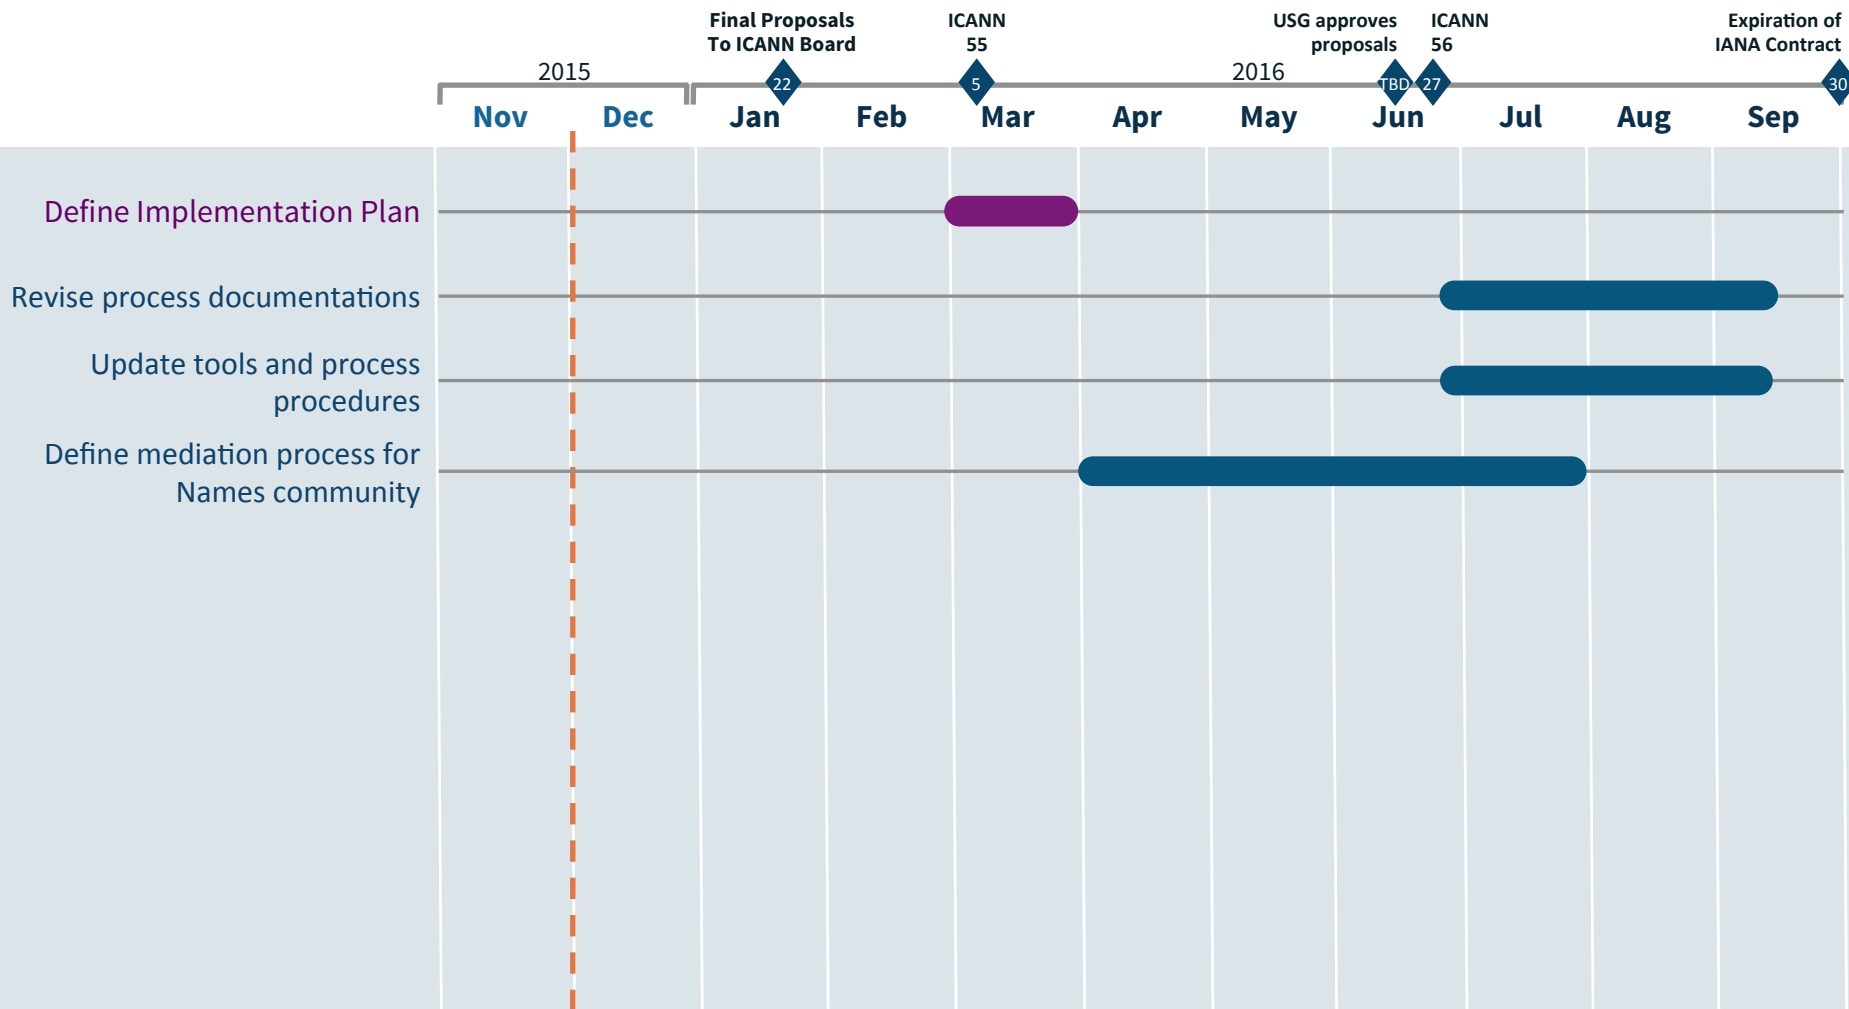 Final Proposals
To ICANN Board
ICANN
55
USG approves
proposals
ICANN
56
Expiration of
IANA Contract
2015
2016
22
5
TBD
27
30
Nov
Dec
Jan
Feb
Mar
Apr
May
Jun
Jul
Aug
Sep
Define Implementation Plan
Revise process documentations
Update tools and process
procedures
Define mediation process for
Names community